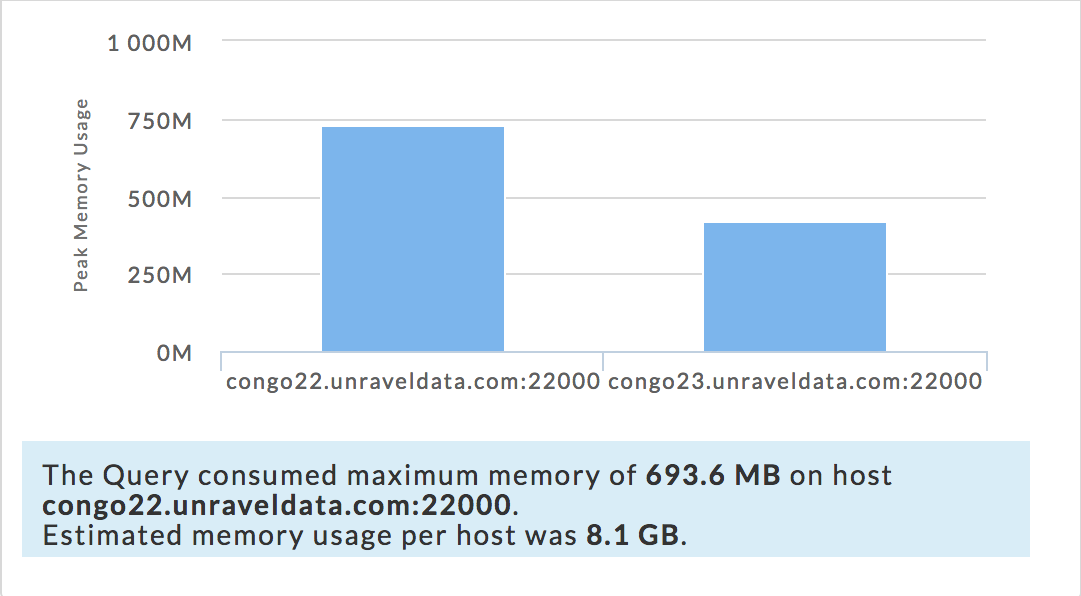 1 000M
750M
500M
250M
0M
Peak Memory Usage
congo22.unraveldata.com:22000 congo23.unraveldata.com:22000
The Query consumed maximum memory of 693.6 MB on host
congo22.unraveldata.com:22000.
Estimated memory usage per host was 8.1 GB.